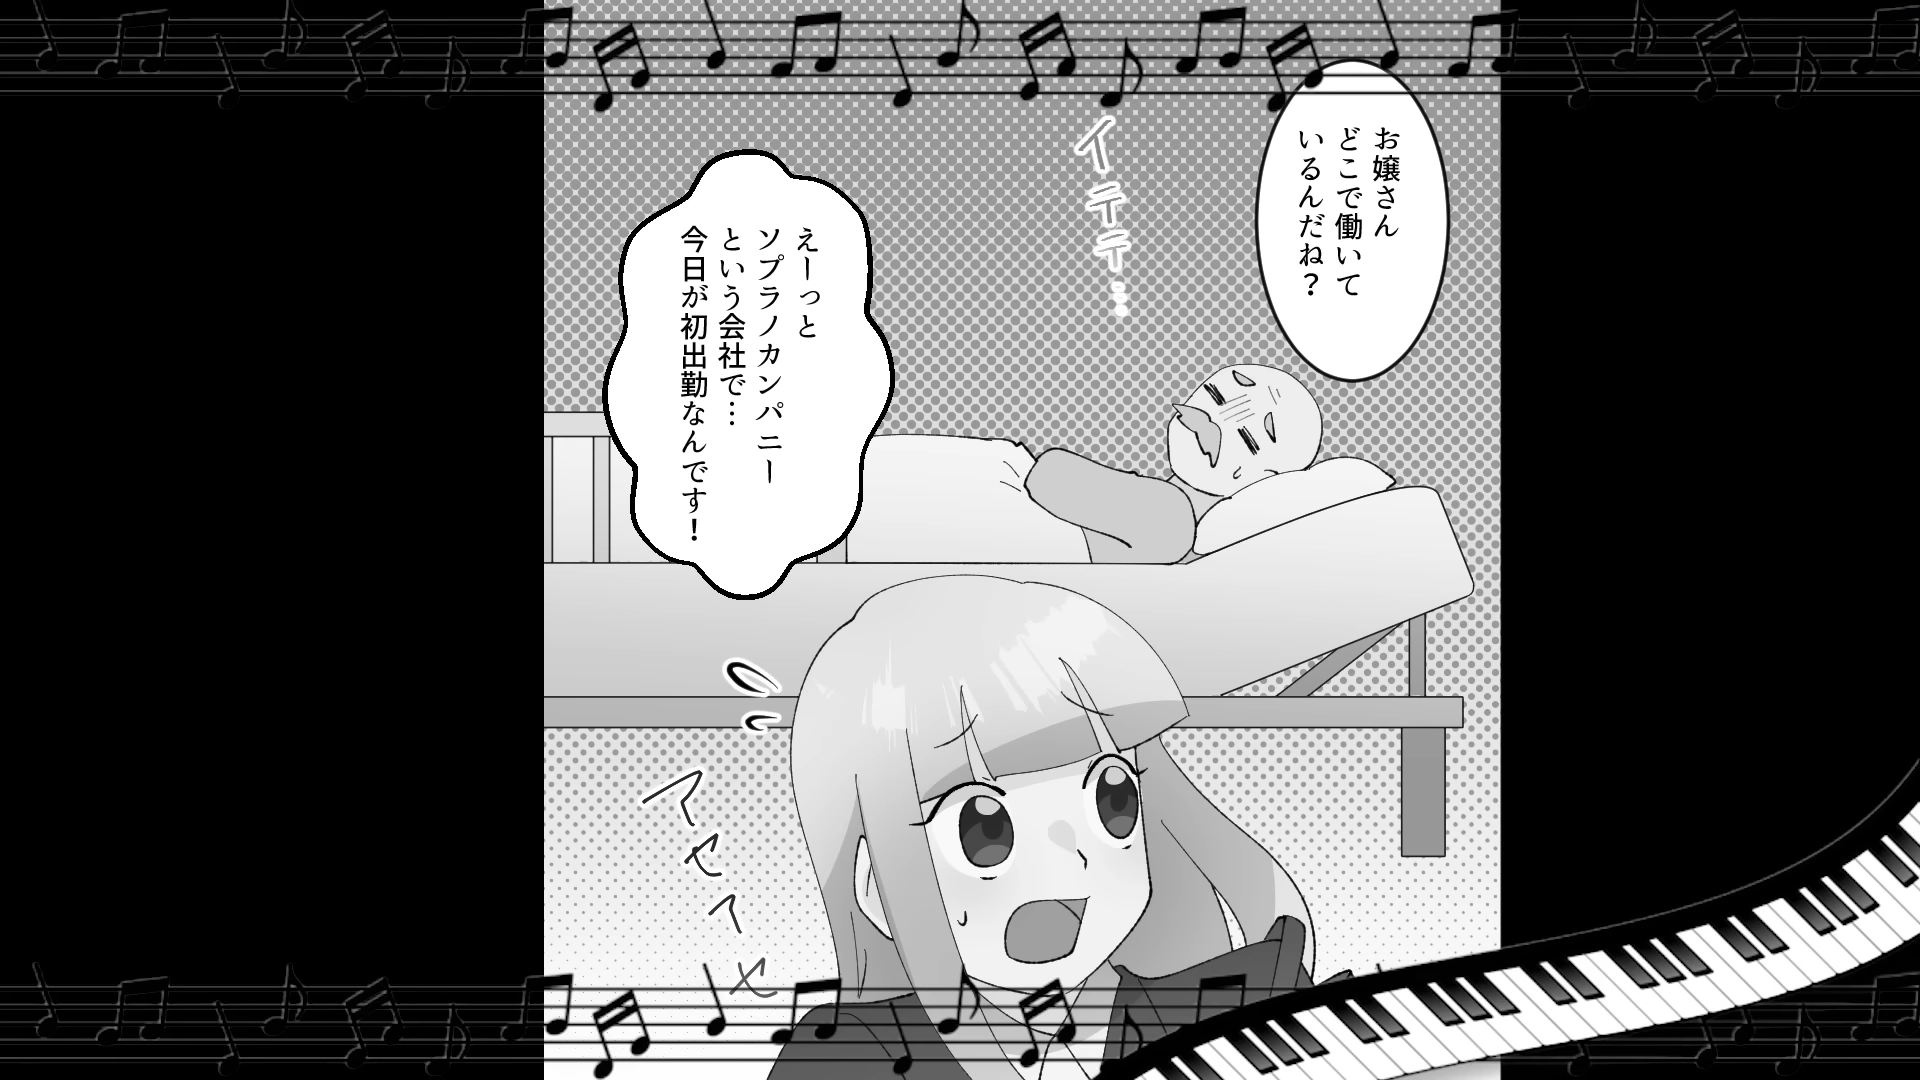 お嬢さん
どこで働いて
いるんだね?
イテテ…
えーっと
ソプラノカンパニー
という会社で…
今日が初出勤なんです!
アセアセ